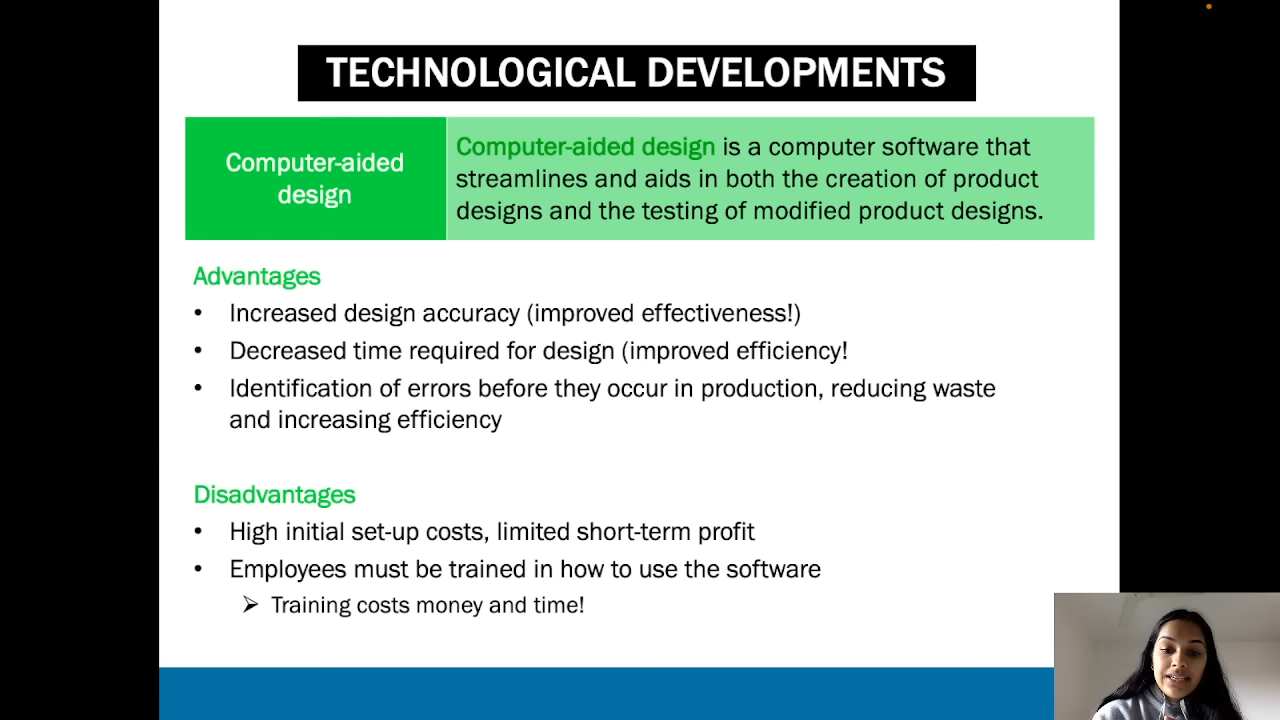 TECHNOLOGICAL DEVELOPMENTS
Computer-aided
design
Computer-aided design is a computer software that
streamlines and aids in both the creation of product
designs and the testing of modified product designs.
Advantages
• Increased design accuracy (improved effectiveness!)
• Decreased time required for design (improved efficiency!
• Identification of errors before they occur in production, reducing waste
and increasing efficiency
Disadvantages
• High initial set-up costs, limited short-term profit
• Employees must be trained in how to use the software
➢ Training costs money and time!